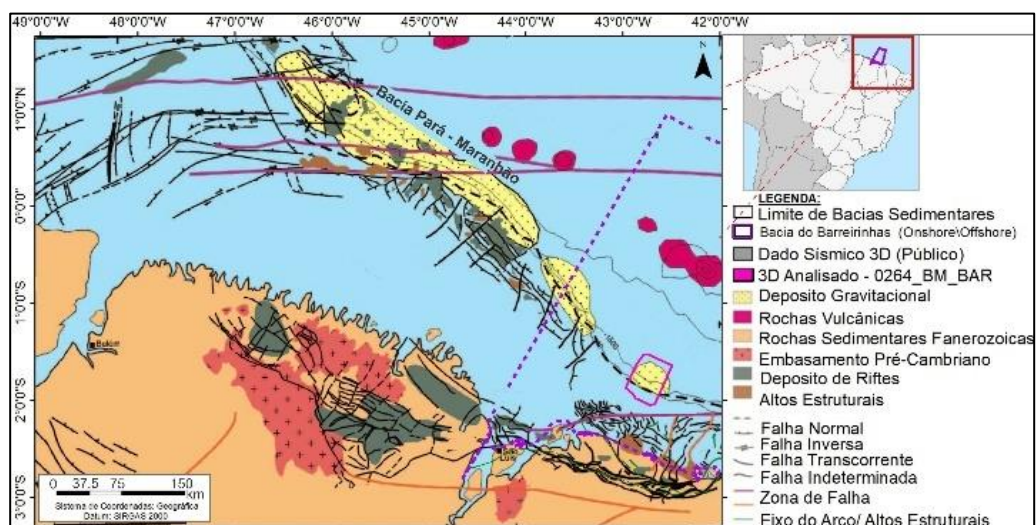 49°0'0"W 48°0'0"W 47°0'0"W 46°0'0"W 45°0'0"W 44°0'0"W 43°0'0"W 42°0'0"W
N
1°0'0"N
0°0'0"
1°0'0"S
2°0'0"S
3°0'0"S
Bacia Pará - Maranhão
Belém
São Luís
0 37.5 75 150
km
Sistema de Coordenadas: Geográfica
Datum: SIRGAS 2000
LEGENDA:
Limite de Bacias Sedimentares
Bacia do Barreirinhas (Onshore\Offshore)
Dado Sísmico 3D (Público)
3D Analisado - 0264_BM_BAR
Deposito Gravitacional
Rochas Vulcânicas
Rochas Sedimentares Fanerozoicas
Embasamento Pré-Cambriano
Deposito de Riftes
Altos Estruturais
Falha Normal
Falha Inversa
Falha Transcorrente
Falha Indeterminada
Zona de Falha
Eixo do Arco/ Altos Estruturais